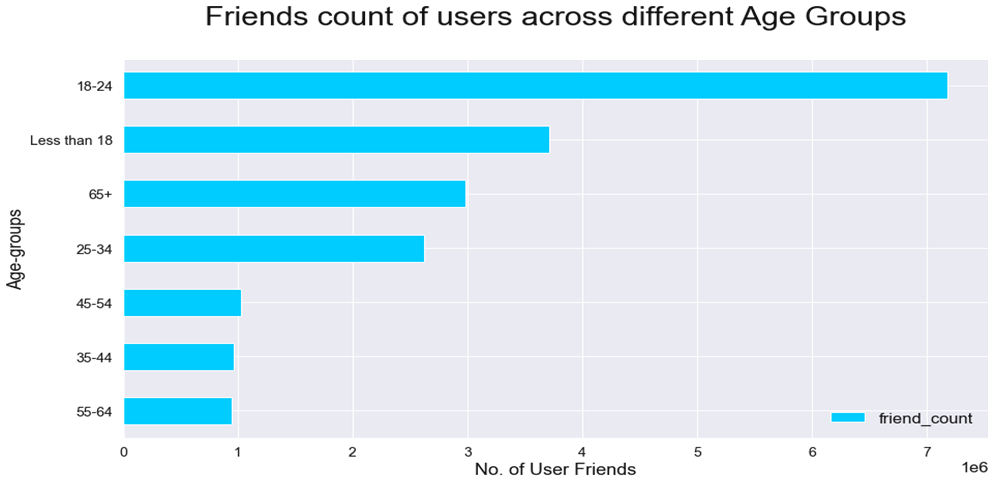 Friends count of users across different Age Groups
Age-groups
18-24
Less than 18
65+
25-34
45-54
35-44
55-64
friend_count
0 1 2 3 4 5 6 7
1e6
No. of User Friends